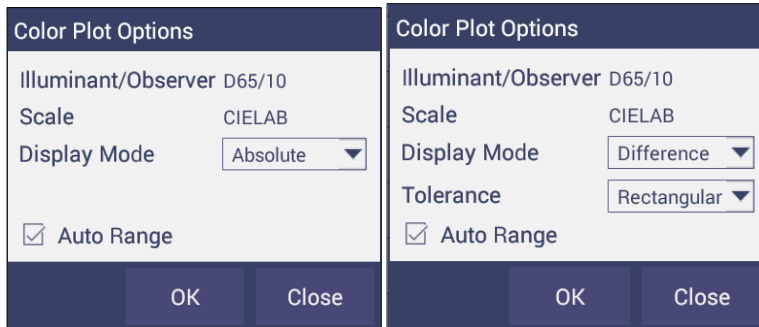 Color Plot Options
Illuminant/Observer D65/10
Scale CIELAB
Display Mode Absolute
Auto Range
OK Close
Color Plot Options
Illuminant/Observer D65/10
Scale CIELAB
Display Mode Difference
Tolerance Rectangular
Auto Range
OK Close